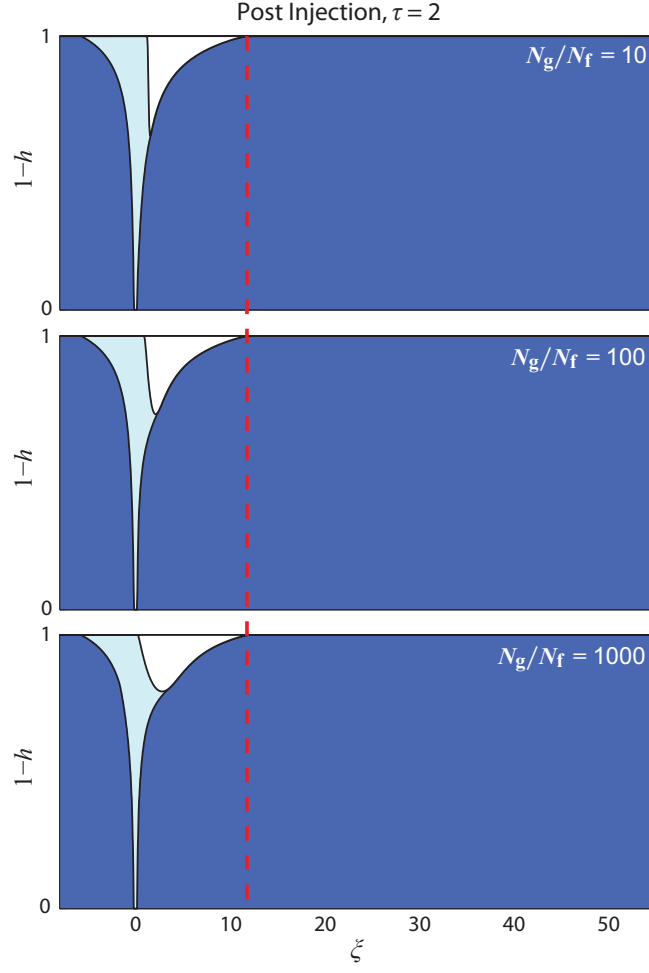 Post Injection, τ = 2
1
N_g/N_f = 10
1−h
0
1
N_g/N_f = 100
1−h
0
1
N_g/N_f = 1000
1−h
0
0 10 20 30 40 50
ξ